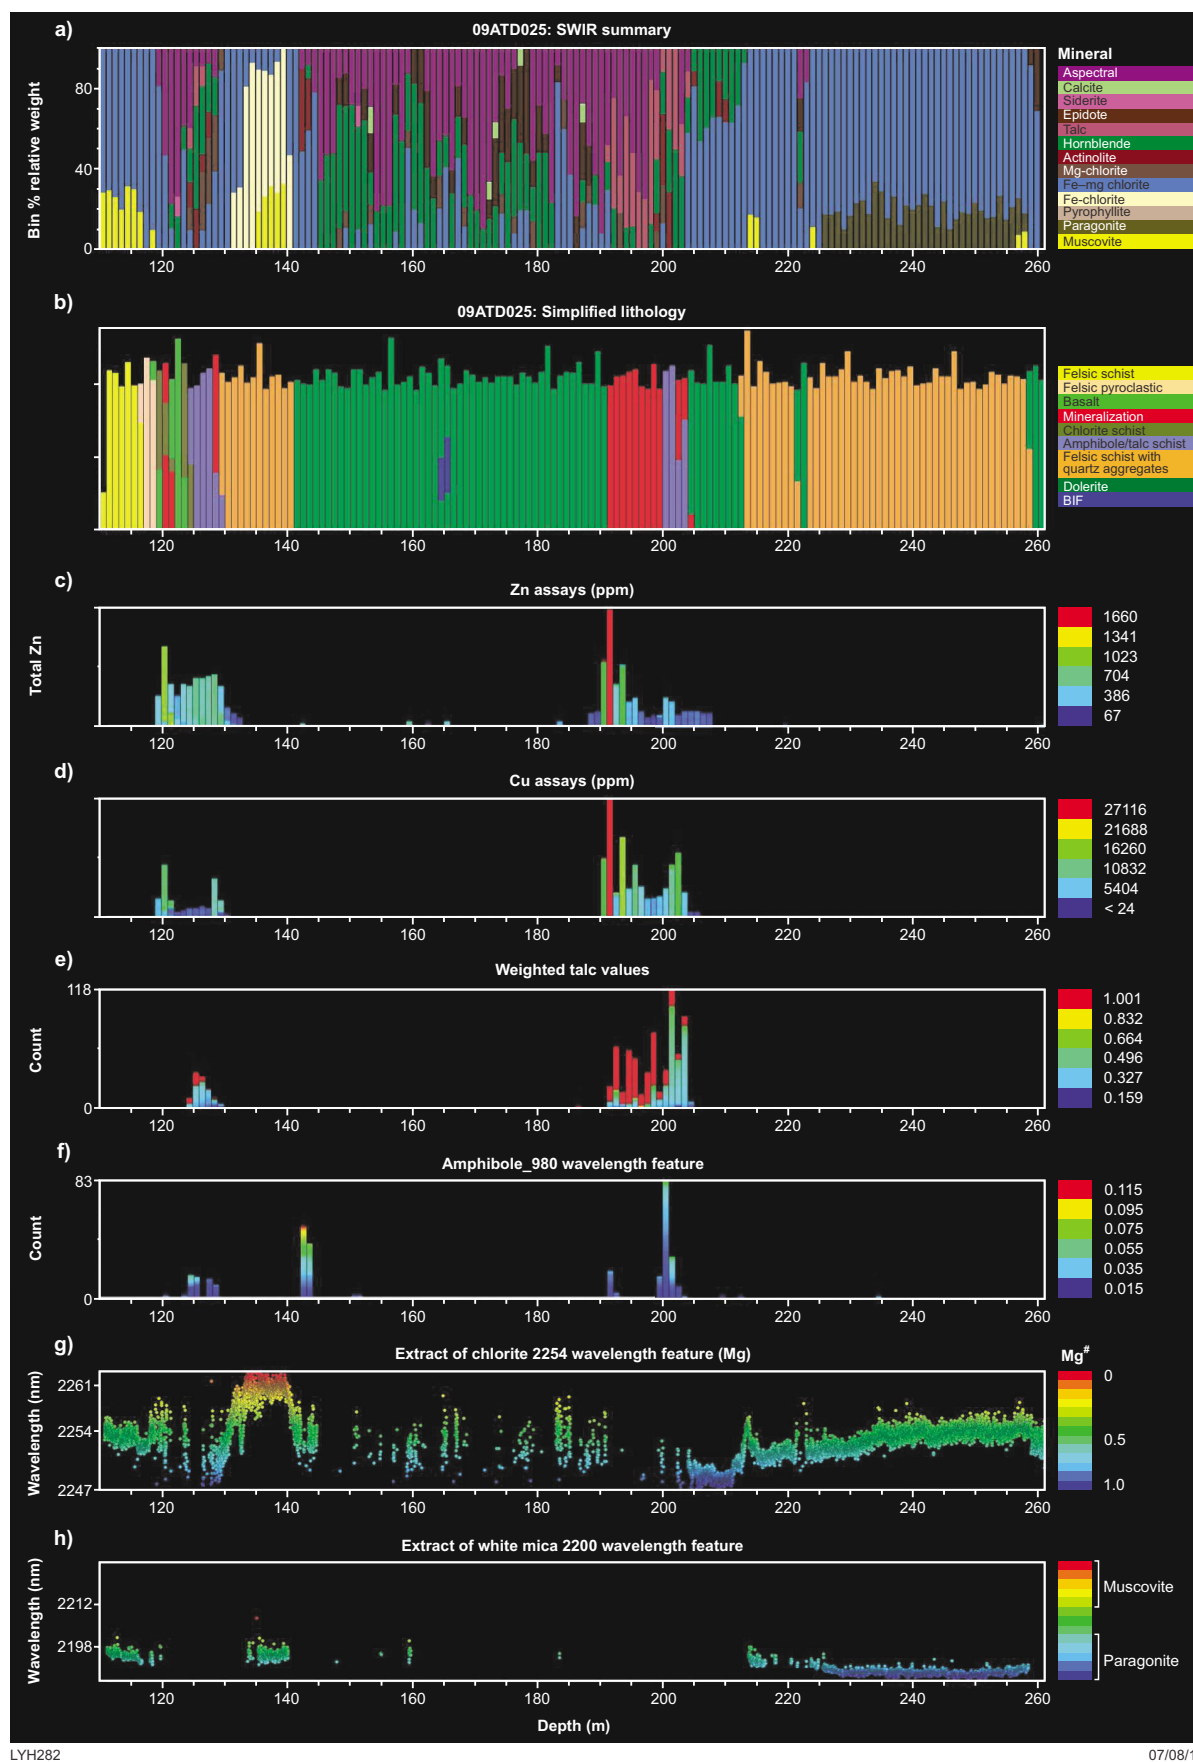 a)
09ATD025: SWIR summary
Bin % relative weight
80
40
0
120 140 160 180 200 220 240 260
Mineral
Aspectral
Calcite
Siderite
Epidote
Talc
Hornblende
Actinolite
Mg-chlorite
Fe–mg chlorite
Fe-chlorite
Pyrophyllite
Paragonite
Muscovite
b)
09ATD025: Simplified lithology
120 140 160 180 200 220 240 260
Felsic schist
Felsic pyroclastic
Basalt
Mineralization
Chlorite schist
Amphibole/talc schist
Felsic schist with
quartz aggregates
Dolerite
BIF
c)
Zn assays (ppm)
Total Zn
120 140 160 180 200 220 240 260
1660
1341
1023
704
386
67
d)
Cu assays (ppm)
120 140 160 180 200 220 240 260
27116
21688
16260
10832
5404
< 24
e)
Weighted talc values
Count
118
0
120 140 160 180 200 220 240 260
1.001
0.832
0.664
0.496
0.327
0.159
f)
Amphibole_980 wavelength feature
Count
83
0
120 140 160 180 200 220 240 260
0.115
0.095
0.075
0.055
0.035
0.015
g)
Extract of chlorite 2254 wavelength feature (Mg)
Wavelength (nm)
2261
2254
2247
120 140 160 180 200 220 240 260
Mg#
0
0.5
1.0
h)
Extract of white mica 2200 wavelength feature
Wavelength (nm)
2212
2198
120 140 160 180 200 220 240 260
Depth (m)
Muscovite
Paragonite
LYH282
07/08/1